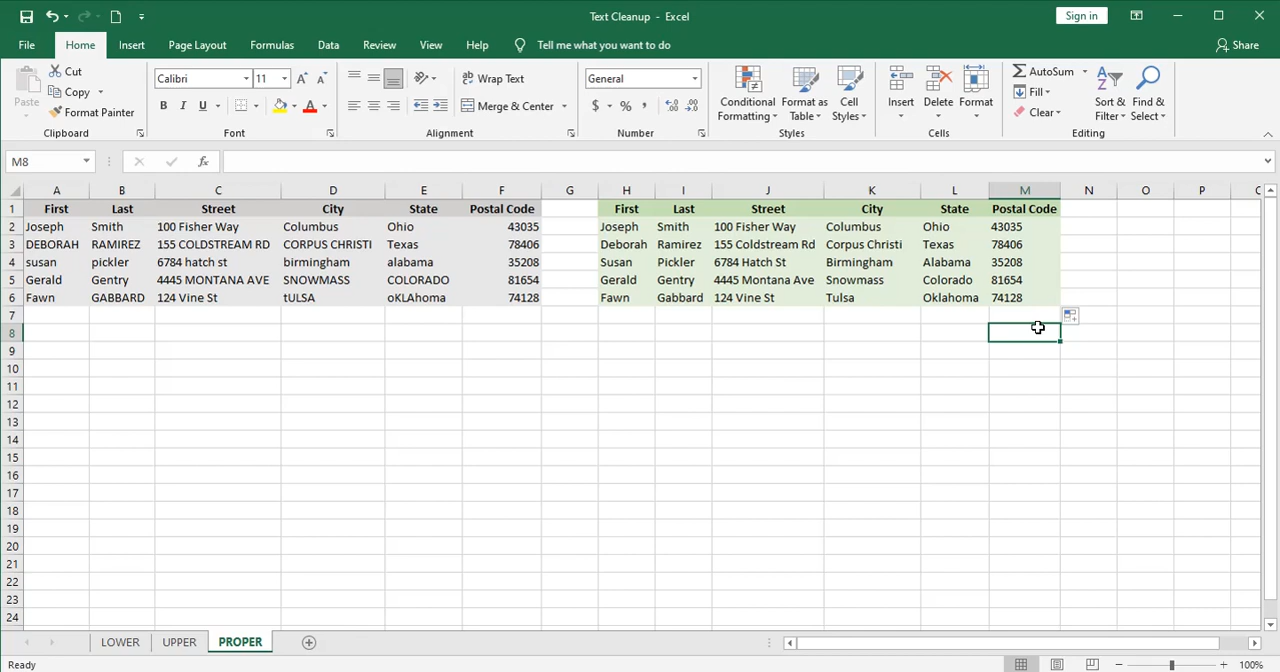 Text Cleanup - Excel
Sign in
File Home Insert Page Layout Formulas Data Review View Help Tell me what you want to do Share
Paste
Cut
Copy
Format Painter
Clipboard
Calibri 11
B I U A
Font
ab Wrap Text
Merge & Center
Alignment
General
$ % ,
Number
Conditional Formatting
Format as Table
Cell Styles
Styles
Insert
Delete
Format
Cells
AutoSum
Fill
Clear
Sort & Filter
Find & Select
Editing
M8 fx
A B C D E F G H I J K L M N O P
1 First Last Street City State Postal Code First Last Street City State Postal Code
2 Joseph Smith 100 Fisher Way Columbus Ohio 43035 Joseph Smith 100 Fisher Way Columbus Ohio 43035
3 DEBORAH RAMIREZ 155 COLDSTREAM RD CORPUS CHRISTI Texas 78406 Deborah Ramirez 155 Coldstream Rd Corpus Christi Texas 78406
4 susan pickler 6784 hatch st birmingham alabama 35208 Susan Pickler 6784 Hatch St Birmingham Alabama 35208
5 Gerald Gentry 4445 MONTANA AVE SNOWMASS COLORADO 81654 Gerald Gentry 4445 Montana Ave Snowmass Colorado 81654
6 Fawn GABBARD 124 Vine St tULSA oKLAhoma 74128 Fawn Gabbard 124 Vine St Tulsa Oklahoma 74128
7
8
9
10
11
12
13
14
15
16
17
18
19
20
21
22
23
24
LOWER UPPER PROPER
Ready 100%